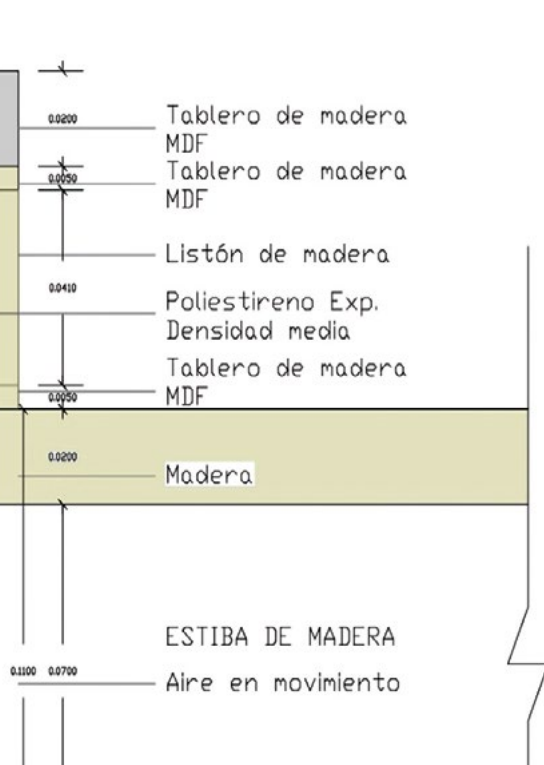 0.0200
Tablero de madera
MDF
0.0050
Tablero de madera
MDF
Listón de madera
0.0410
Poliestireno Exp.
Densidad media
Tablero de madera
0.0050
MDF
0.0200
Madera
ESTIBA DE MADERA
0.1100 0.0700
Aire en movimiento